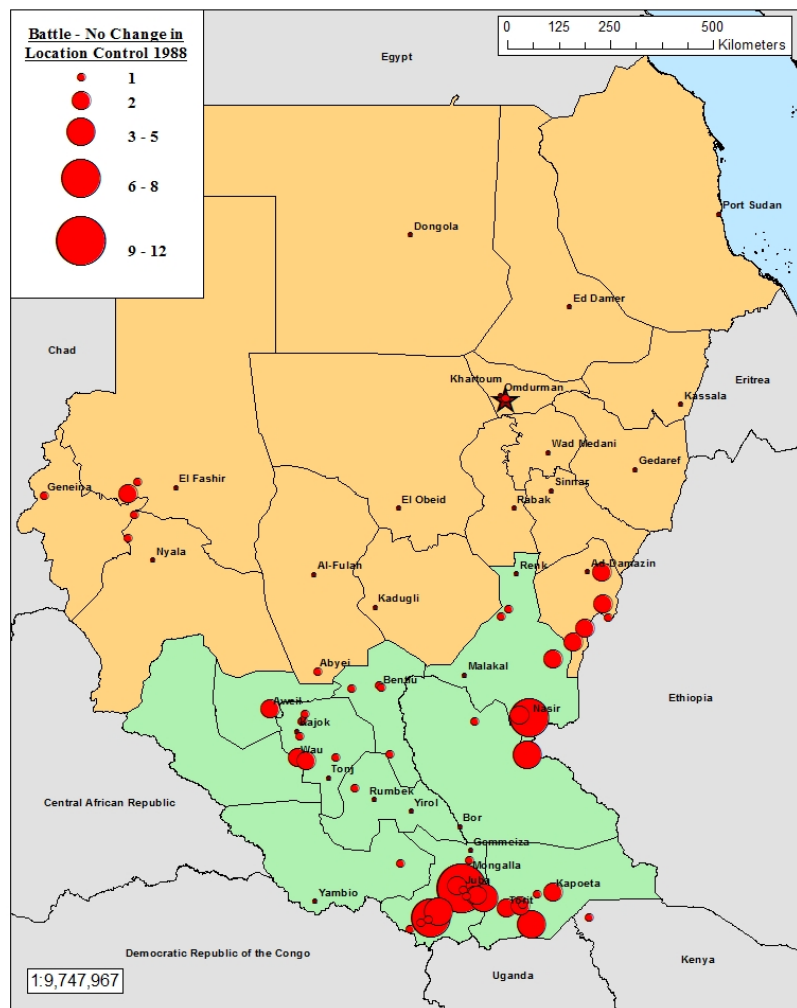 Battle - No Change in
Location Control 1988
1
2
3 - 5
6 - 8
9 - 12
0 125 250 500
Kilometers
Egypt
Port Sudan
Dongola
Ed Damer
Chad
Khartoum
Omdurman
Kassala
Eritrea
Wad Medani
Gedaref
Geneina
El Fashir
Sinnar
El Obeid
Rabak
Nyala
Al-Fulah
Renk
Ad-Damazin
Kadugli
Abyei
Malakal
Bentiu
Ethiopia
Aweil
Nasir
Wau
Tonj
Central African Republic
Rumbek
Yirol
Bor
Gemmeiza
Mongalla
Juba
Kapoeta
Yambio
Torit
Democratic Republic of the Congo
Kenya
Uganda
1:9,747,967